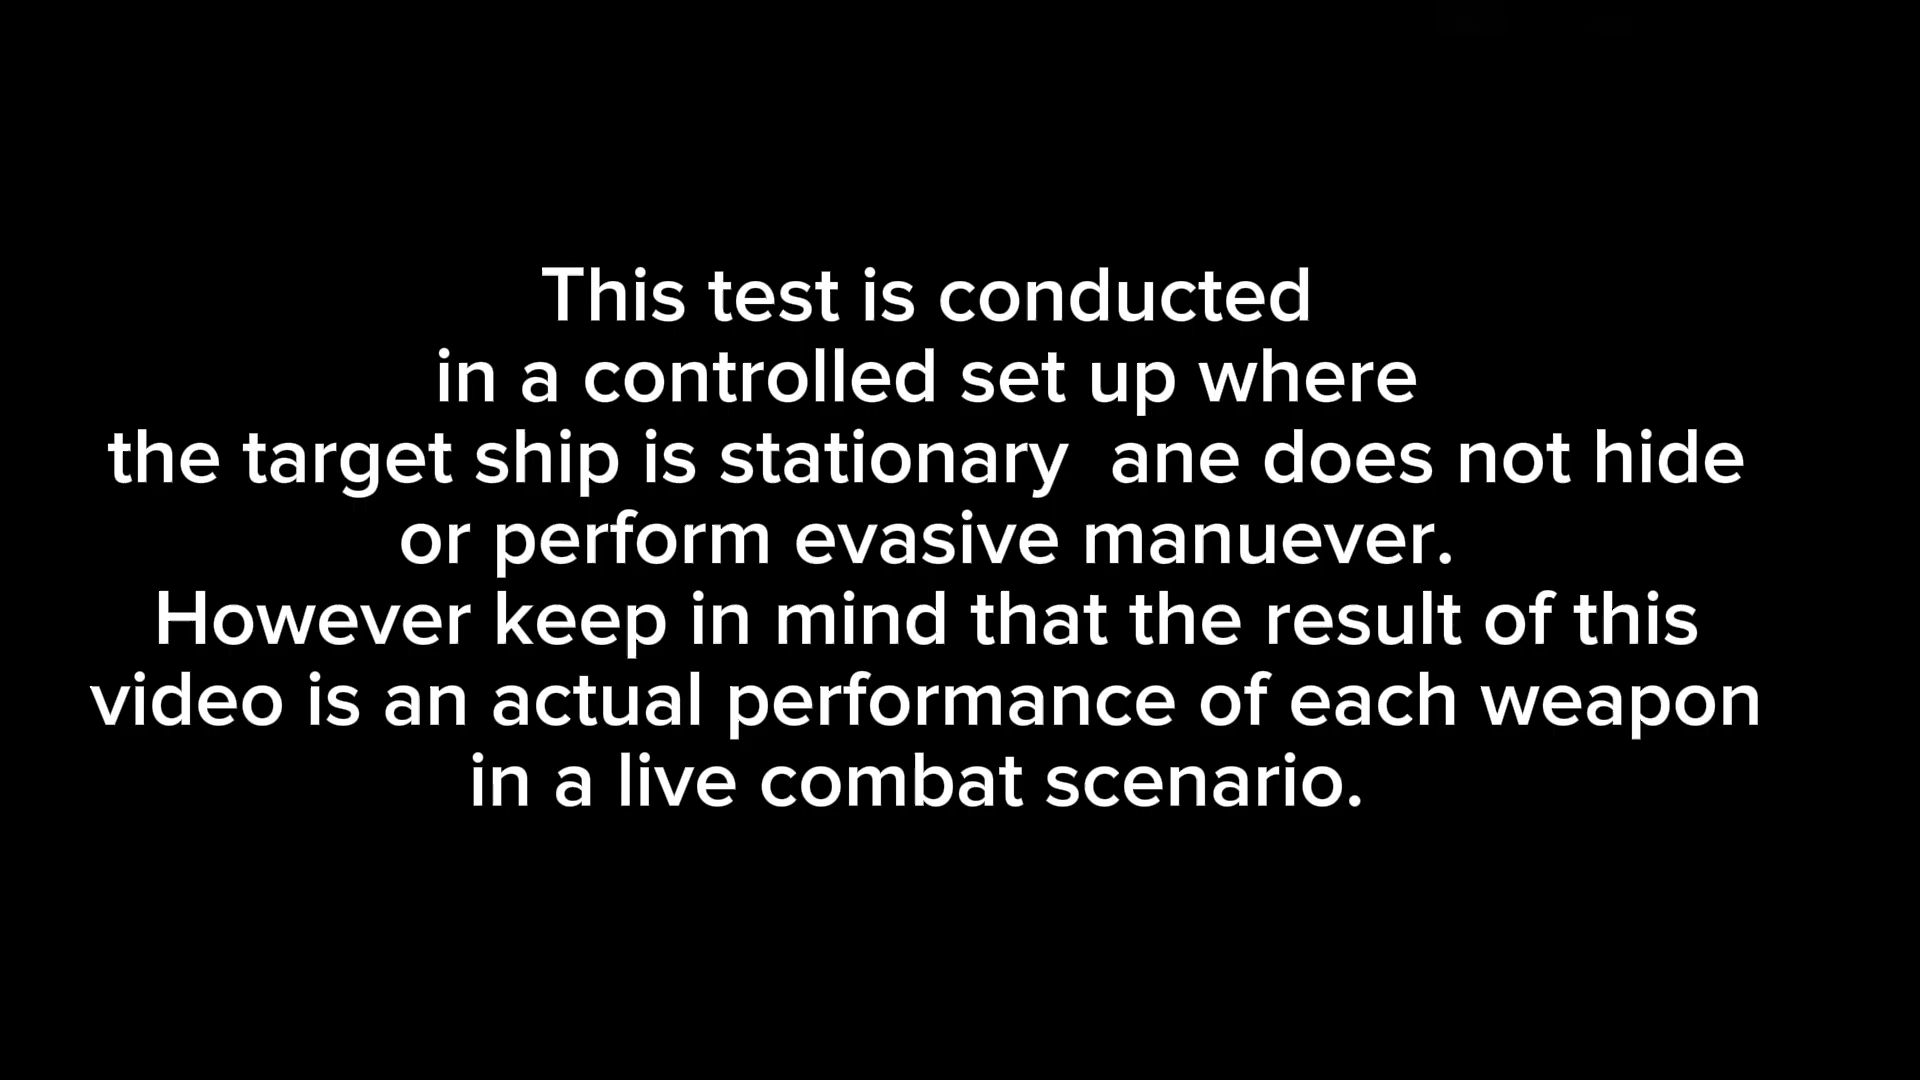 This test is conducted
in a controlled set up where
the target ship is stationary  ane does not hide
or perform evasive manuever.
However keep in mind that the result of this
video is an actual performance of each weapon
in a live combat scenario.